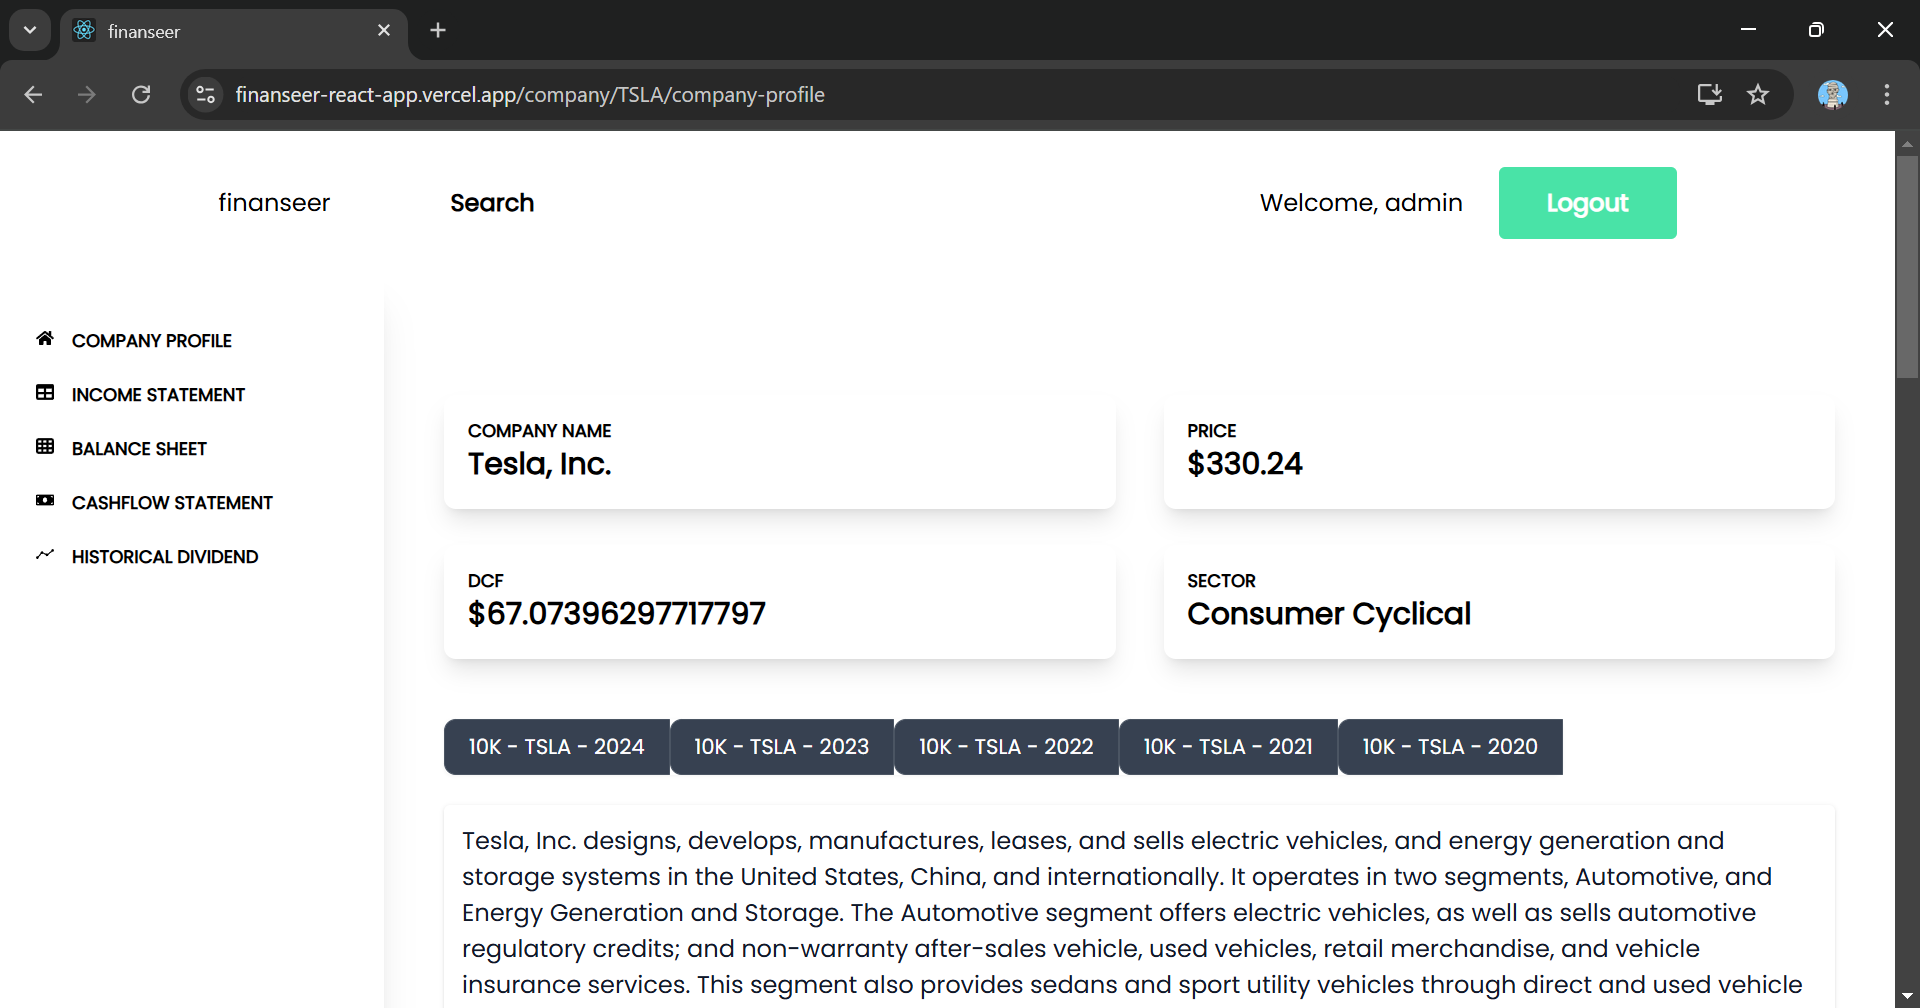 finanseer
finanseer-react-app.vercel.app/company/TSLA/company-profile
finanseer
Search
Welcome, admin
Logout
COMPANY PROFILE
INCOME STATEMENT
BALANCE SHEET
CASHFLOW STATEMENT
HISTORICAL DIVIDEND
COMPANY NAME
Tesla, Inc.
PRICE
$330.24
DCF
$67.07396297717797
SECTOR
Consumer Cyclical
10K - TSLA - 2024
10K - TSLA - 2023
10K - TSLA - 2022
10K - TSLA - 2021
10K - TSLA - 2020
Tesla, Inc. designs, develops, manufactures, leases, and sells electric vehicles, and energy generation and
storage systems in the United States, China, and internationally. It operates in two segments, Automotive, and
Energy Generation and Storage. The Automotive segment offers electric vehicles, as well as sells automotive
regulatory credits; and non-warranty after-sales vehicle, used vehicles, retail merchandise, and vehicle
insurance services. This segment also provides sedans and sport utility vehicles through direct and used vehicle